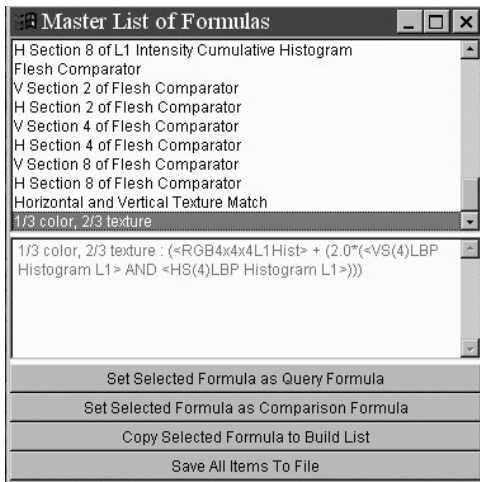 Master List of Formulas
H Section 8 of L1 Intensity Cumulative Histogram
Flesh Comparator
V Section 2 of Flesh Comparator
H Section 2 of Flesh Comparator
V Section 4 of Flesh Comparator
H Section 4 of Flesh Comparator
V Section 8 of Flesh Comparator
H Section 8 of Flesh Comparator
Horizontal and Vertical Texture Match
1/3 color, 2/3 texture
1/3 color, 2/3 texture : (<RGB4x4x4L1Hist> + (2.0*(<VS(4)LBP
Histogram L1> AND <HS(4)LBP Histogram L1>)))
Set Selected Formula as Query Formula
Set Selected Formula as Comparison Formula
Copy Selected Formula to Build List
Save All Items To File